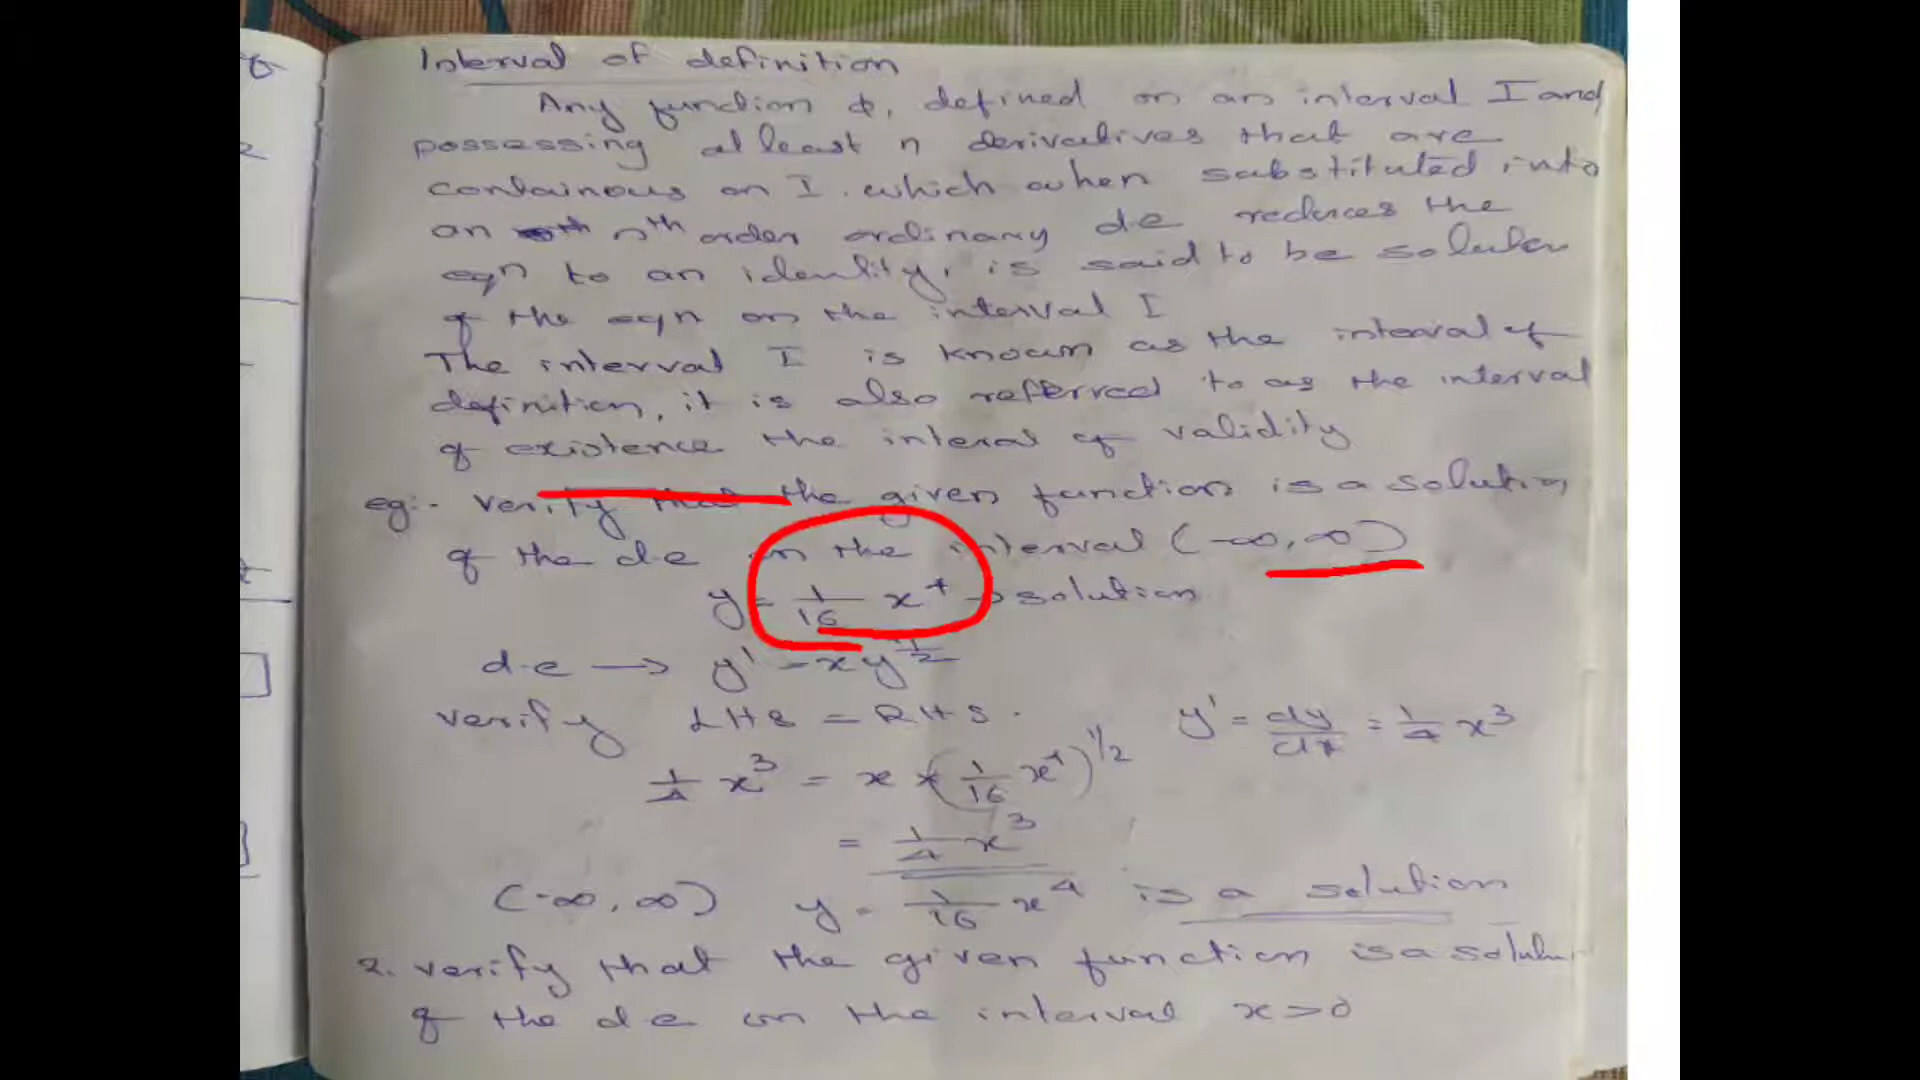 Interval of definition
Any function φ, defined on an interval I and
possessing atleast n derivatives that are
continous on I. which when substituted into
an nth order ordinary de reduces the
eqn to an identity, is said to be soluten
of the eqn on the interval I
The interval I is known as the interval of
definition, it is also referred to as the interval
of existence the interal of validity
eg:- Verify that the given function is a solution
of the d.e on the interval (-∞, ∞)
y = 1/16 x⁴ → solution
d.e → y' = xy^1/2
verify LHS = RHS. y' = dy/dx = 1/4 x³
1/4 x³ = x * (1/16 x⁴)^1/2
= 1/4 x³
(-∞, ∞) y = 1/16 x⁴ is a solution
2. verify that the given function is a solu
of the d e on the interval x>0